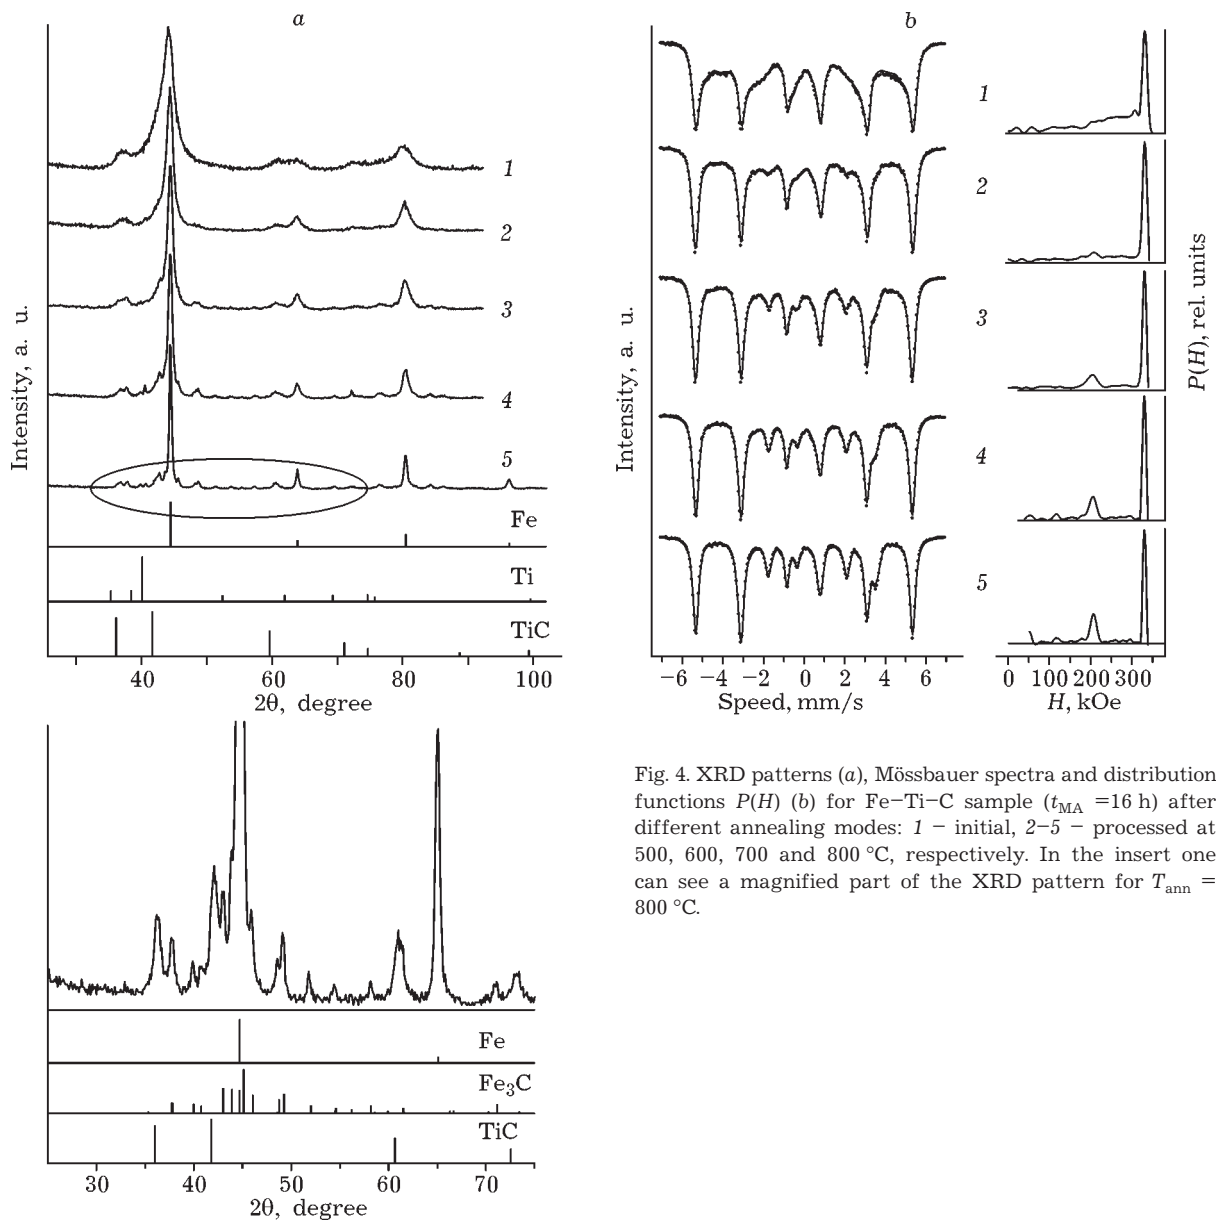 a
1
2
3
4
5
Intensity, a. u.
Fe
Ti
TiC
40 60 80 100
2θ, degree
Fe
Fe₃C
TiC
30 40 50 60 70
2θ, degree
b
1
2
3
4
5
Intensity, a. u.
P(H), rel. units
−6 −4 −2 0 2 4 6
Speed, mm/s
0 100 200 300
H, kOe
Fig. 4. XRD patterns (a), Mössbauer spectra and distribution
functions P(H) (b) for Fe−Ti−C sample (tMA =16 h) after
different annealing modes: 1 − initial, 2−5 − processed at
500, 600, 700 and 800 °C, respectively. In the insert one
can see a magnified part of the XRD pattern for Tann =
800 °C.